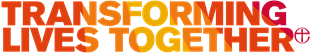 TRANSFORMING
LIVES TOGETHER